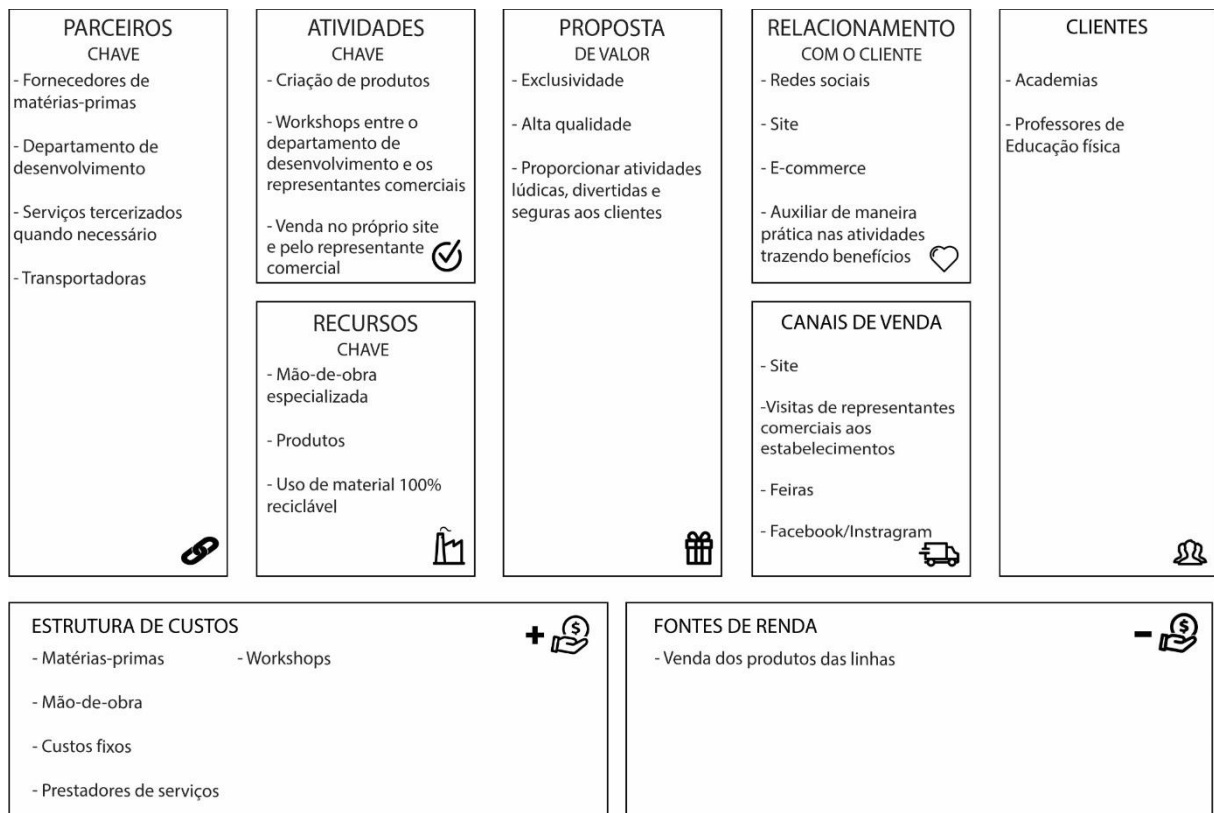 PARCEIROS
CHAVE
- Fornecedores de
matérias-primas
- Departamento de
desenvolvimento
- Serviços tercerizados
quando necessário
- Transportadoras
ATIVIDADES
CHAVE
- Criação de produtos
- Workshops entre o
departamento de
desenvolvimento e os
representantes comerciais
- Venda no próprio site
e pelo representante
comercial
RECURSOS
CHAVE
- Mão-de-obra
especializada
- Produtos
- Uso de material 100%
reciclável
PROPOSTA
DE VALOR
- Exclusividade
- Alta qualidade
- Proporcionar atividades
lúdicas, divertidas e
seguras aos clientes
RELACIONAMENTO
COM O CLIENTE
- Redes sociais
- Site
- E-commerce
- Auxiliar de maneira
prática nas atividades
trazendo benefícios
CANAIS DE VENDA
- Site
-Visitas de representantes
comerciais aos
estabelecimentos
- Feiras
- Facebook/Instragram
CLIENTES
- Academias
- Professores de
Educação física
ESTRUTURA DE CUSTOS
+ $
- Matérias-primas - Workshops
- Mão-de-obra
- Custos fixos
- Prestadores de serviços
FONTES DE RENDA
- $
- Venda dos produtos das linhas